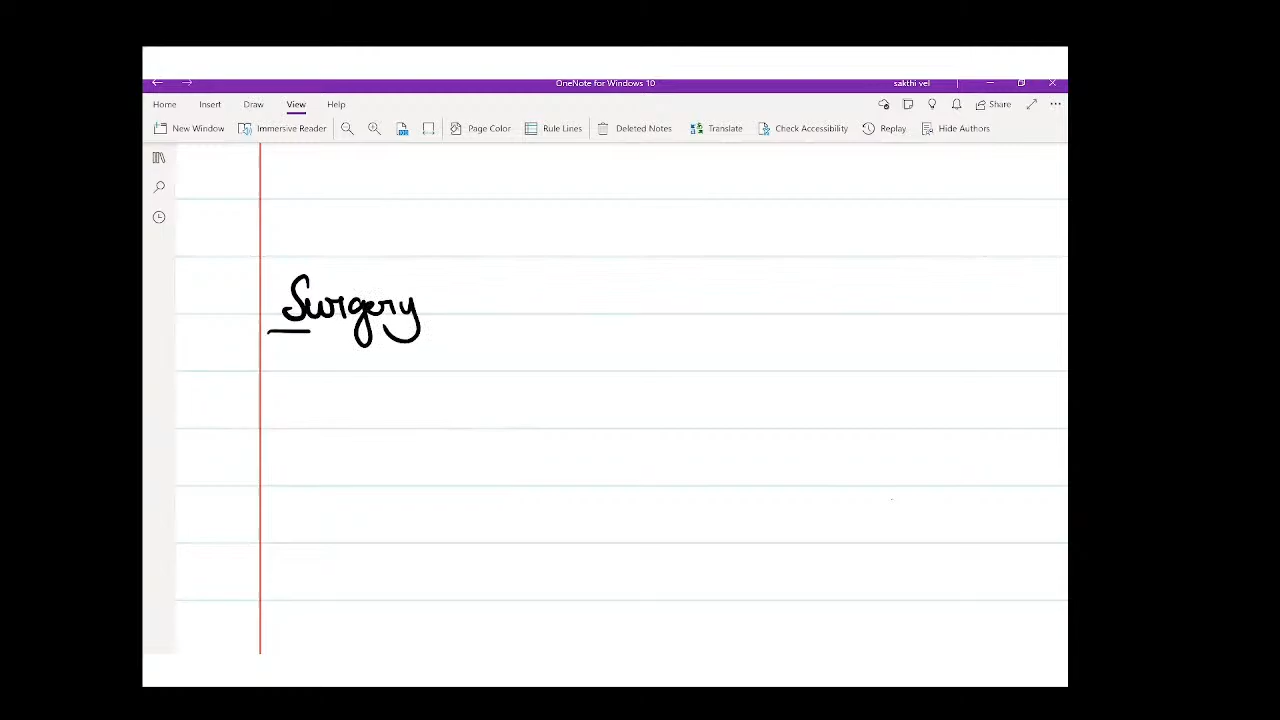 OneNote for Windows 10
sakthi vel
Home Insert Draw View Help
Share
New Window Immersive Reader Page Color Rule Lines Deleted Notes Translate Check Accessibility Replay Hide Authors
Surgery